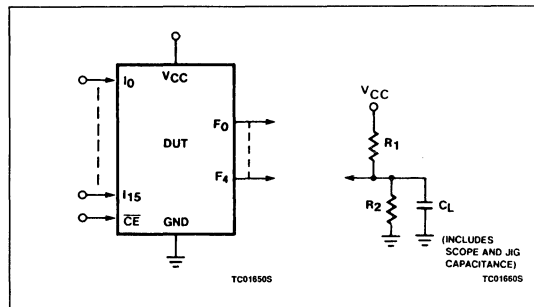 VCC
I0
F0
DUT
F4
I15
CE
GND
TC01650S
VCC
R1
R2
CL
(INCLUDES
SCOPE AND JIG
CAPACITANCE)
TC01660S